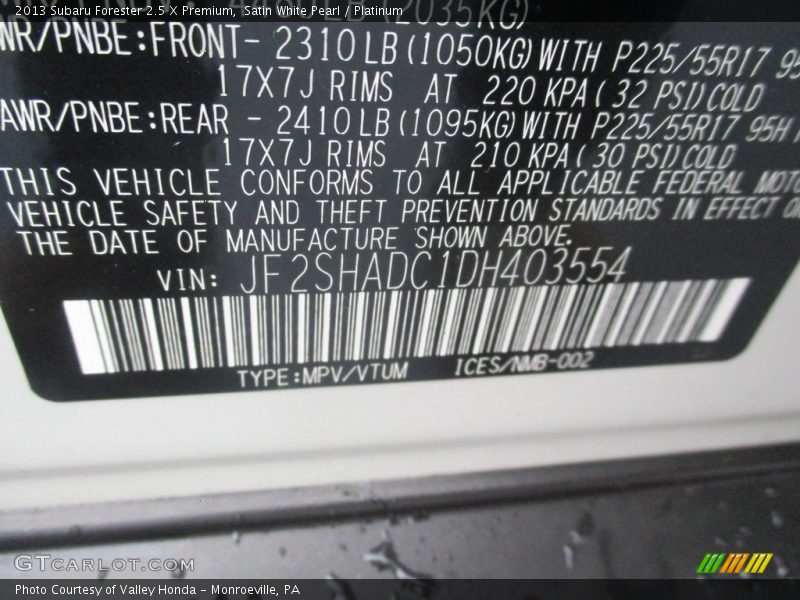 2013 Subaru Forester 2.5 X Premium, Satin White Pearl / Platinum
LB (2035KG)
WR/PNBE:FRONT- 2310 LB (1050KG) WITH P225/55R17 95
17X7J RIMS AT 220 KPA ( 32 PSI) COLD
AWR/PNBE:REAR - 2410 LB (1095KG) WITH P225/55R17 95H
17X7J RIMS AT 210 KPA ( 30 PSI) COLD
THIS VEHICLE CONFORMS TO ALL APPLICABLE FEDERAL MOTO
VEHICLE SAFETY AND THEFT PREVENTION STANDARDS IN EFFECT O
THE DATE OF MANUFACTURE SHOWN ABOVE.
VIN: JF2SHADC1DH403554
TYPE:MPV/VTUM ICES/NMB-002
GTcarlot.com
Photo Courtesy of Valley Honda - Monroeville, PA